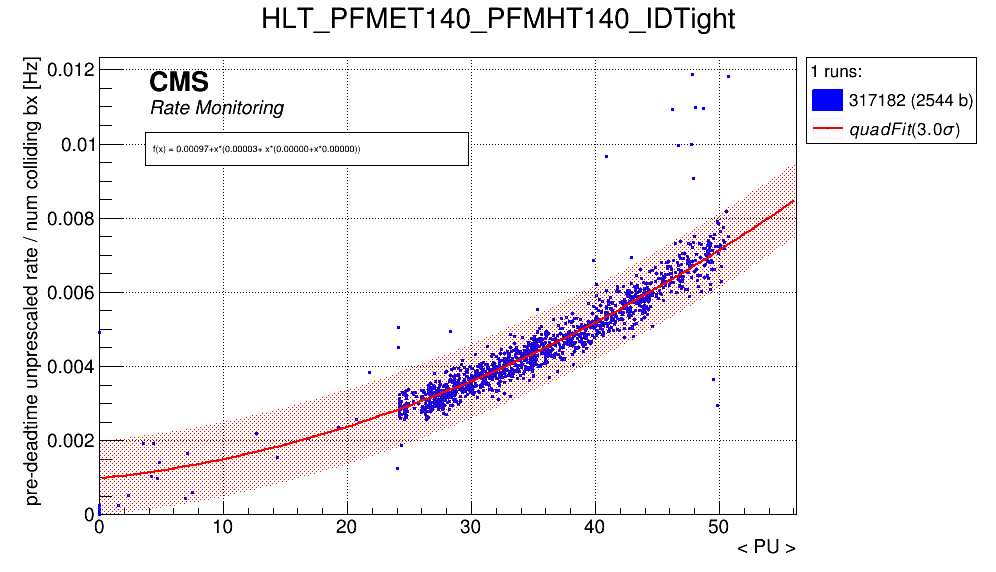 HLT_PFMET140_PFMHT140_IDTight
pre-deadtime unprescaled rate / num colliding bx [Hz]
0.012
0.01
0.008
0.006
0.004
0.002
0
CMS
Rate Monitoring
f(x) = 0.00097+x*(0.00003+ x*(0.00000+x*0.00000))
0 10 20 30 40 50
< PU >
1 runs:
317182 (2544 b)
quadFit(3.0σ)